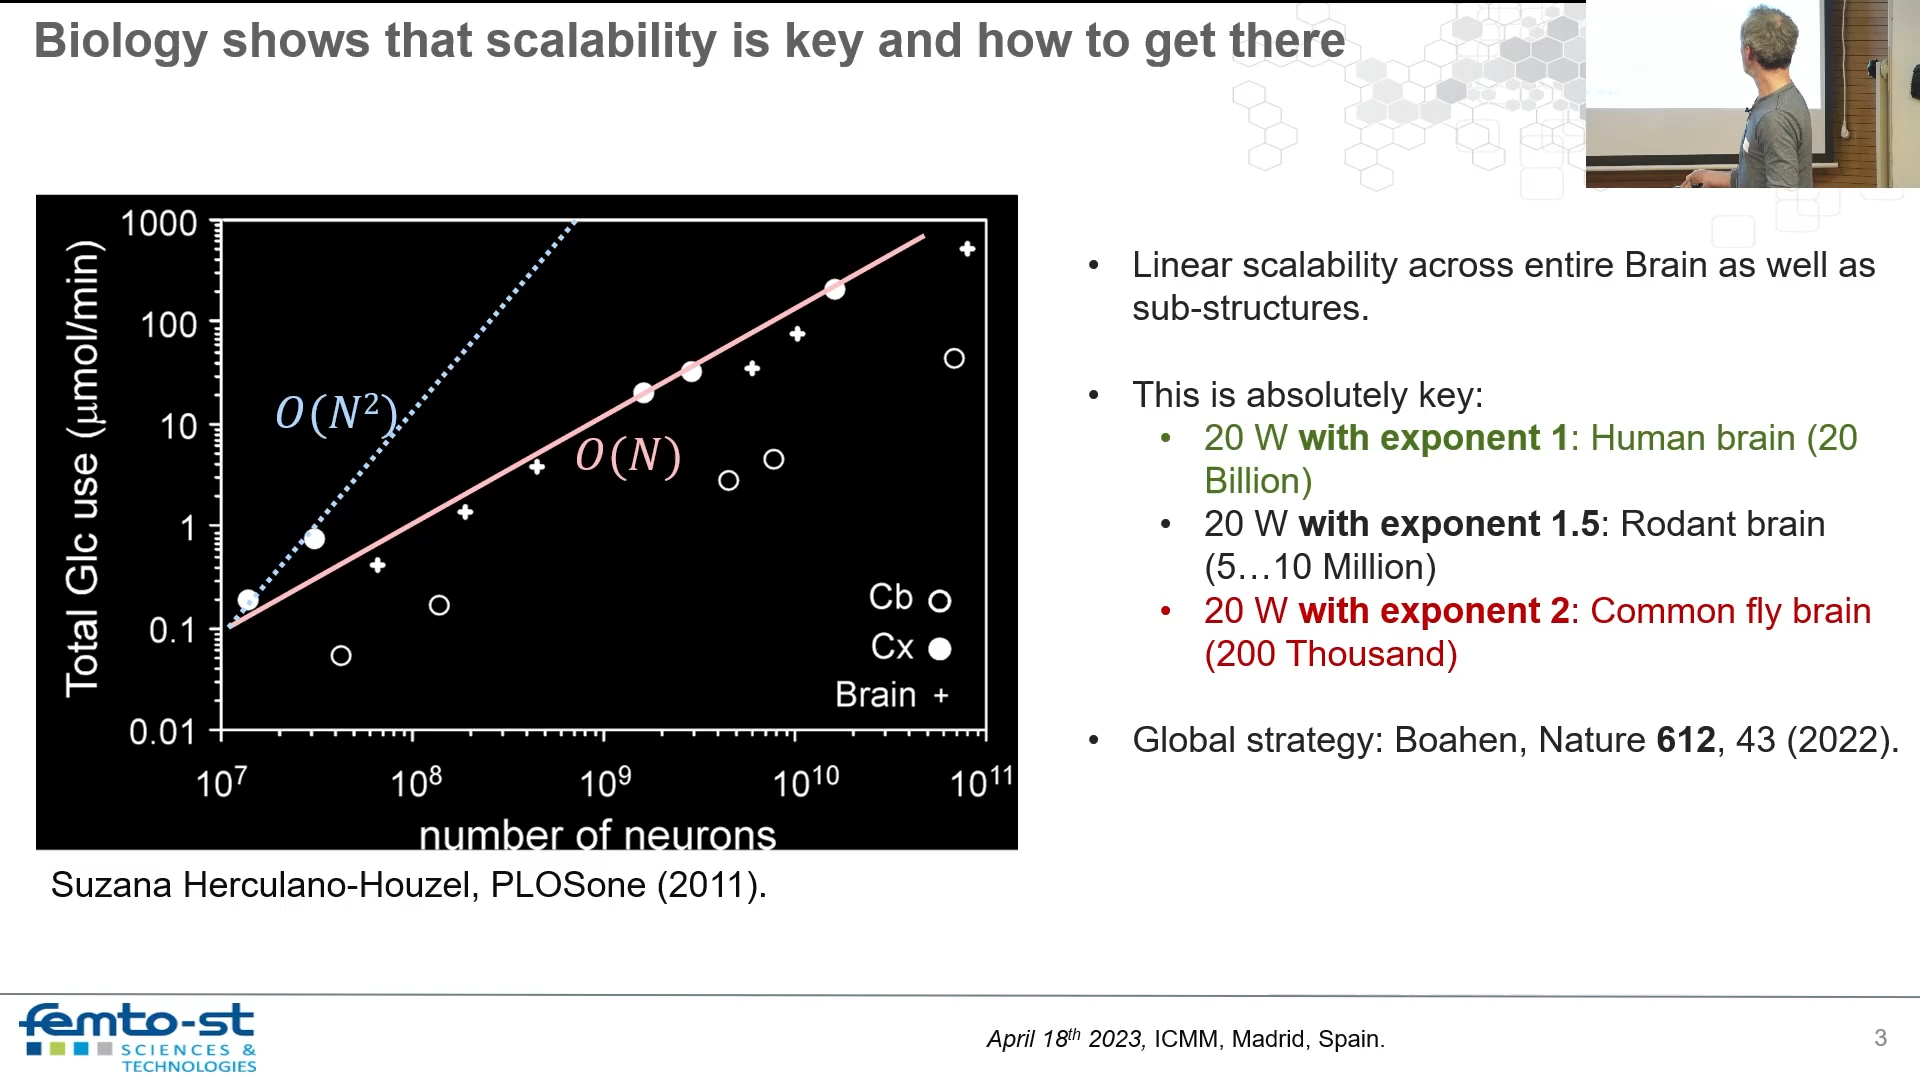 Biology shows that scalability is key and how to get there
1000
100
10
1
0.1
0.01
Total Glc use (μmol/min)
O(N²)
O(N)
Cb
Cx
Brain +
10⁷
10⁸
10⁹
10¹⁰
10¹¹
number of neurons
Suzana Herculano-Houzel, PLOSone (2011).
• Linear scalability across entire Brain as well as
sub-structures.
• This is absolutely key:
• 20 W with exponent 1: Human brain (20
Billion)
• 20 W with exponent 1.5: Rodant brain
(5…10 Million)
• 20 W with exponent 2: Common fly brain
(200 Thousand)
• Global strategy: Boahen, Nature 612, 43 (2022).
femto-st
SCIENCES &
TECHNOLOGIES
April 18th 2023, ICMM, Madrid, Spain.
3